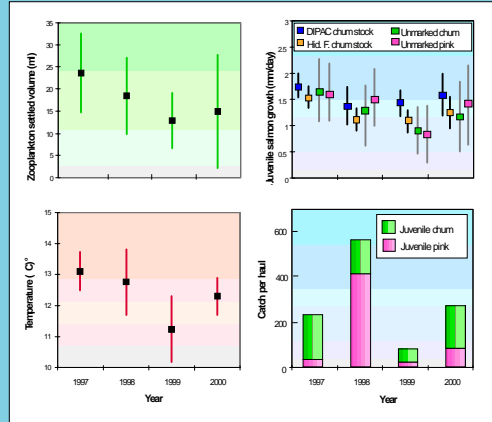 Zooplankton settled volume (ml)
35
30
25
20
15
10
5
0
Juvenile salmon growth (mm/day)
3
2.5
2
1.5
1
0.5
0
DIPAC chum stock
Unmarked chum
Hid. F. chum stock
Unmarked pink
Temperature ( C)°
15
14
13
12
11
10
1997
1998
1999
2000
Year
Catch per haul
600
400
200
0
Juvenile chum
Juvenile pink
1997
1998
1999
2000
Year